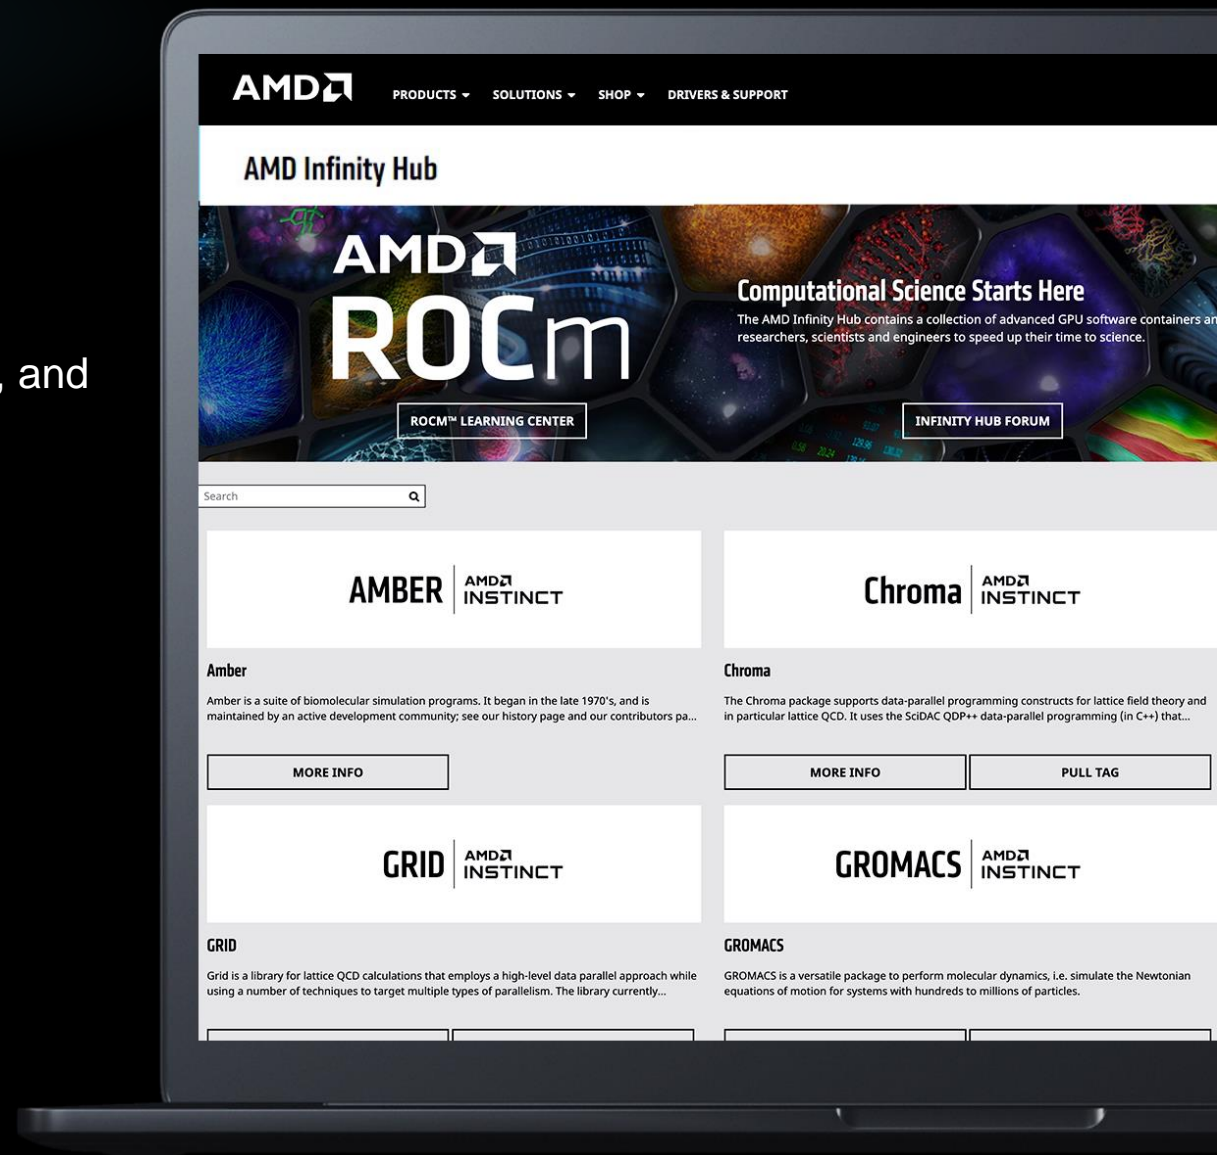 , and
AMD
PRODUCTS SOLUTIONS SHOP DRIVERS & SUPPORT
AMD Infinity Hub
AMD
ROCm
ROCM™ LEARNING CENTER
Computational Science Starts Here
The AMD Infinity Hub contains a collection of advanced GPU software containers an
researchers, scientists and engineers to speed up their time to science.
INFINITY HUB FORUM
0.56 20.24 129.96
Search
AMBER AMD INSTINCT
Amber
Amber is a suite of biomolecular simulation programs. It began in the late 1970's, and is
maintained by an active development community; see our history page and our contributors pa...
MORE INFO
Chroma AMD INSTINCT
Chroma
The Chroma package supports data-parallel programming constructs for lattice field theory and
in particular lattice QCD. It uses the SciDAC QDP++ data-parallel programming (in C++) that...
MORE INFO PULL TAG
GRID AMD INSTINCT
GRID
Grid is a library for lattice QCD calculations that employs a high-level data parallel approach while
using a number of techniques to target multiple types of parallelism. The library currently...
GROMACS AMD INSTINCT
GROMACS
GROMACS is a versatile package to perform molecular dynamics, i.e. simulate the Newtonian
equations of motion for systems with hundreds to millions of particles.